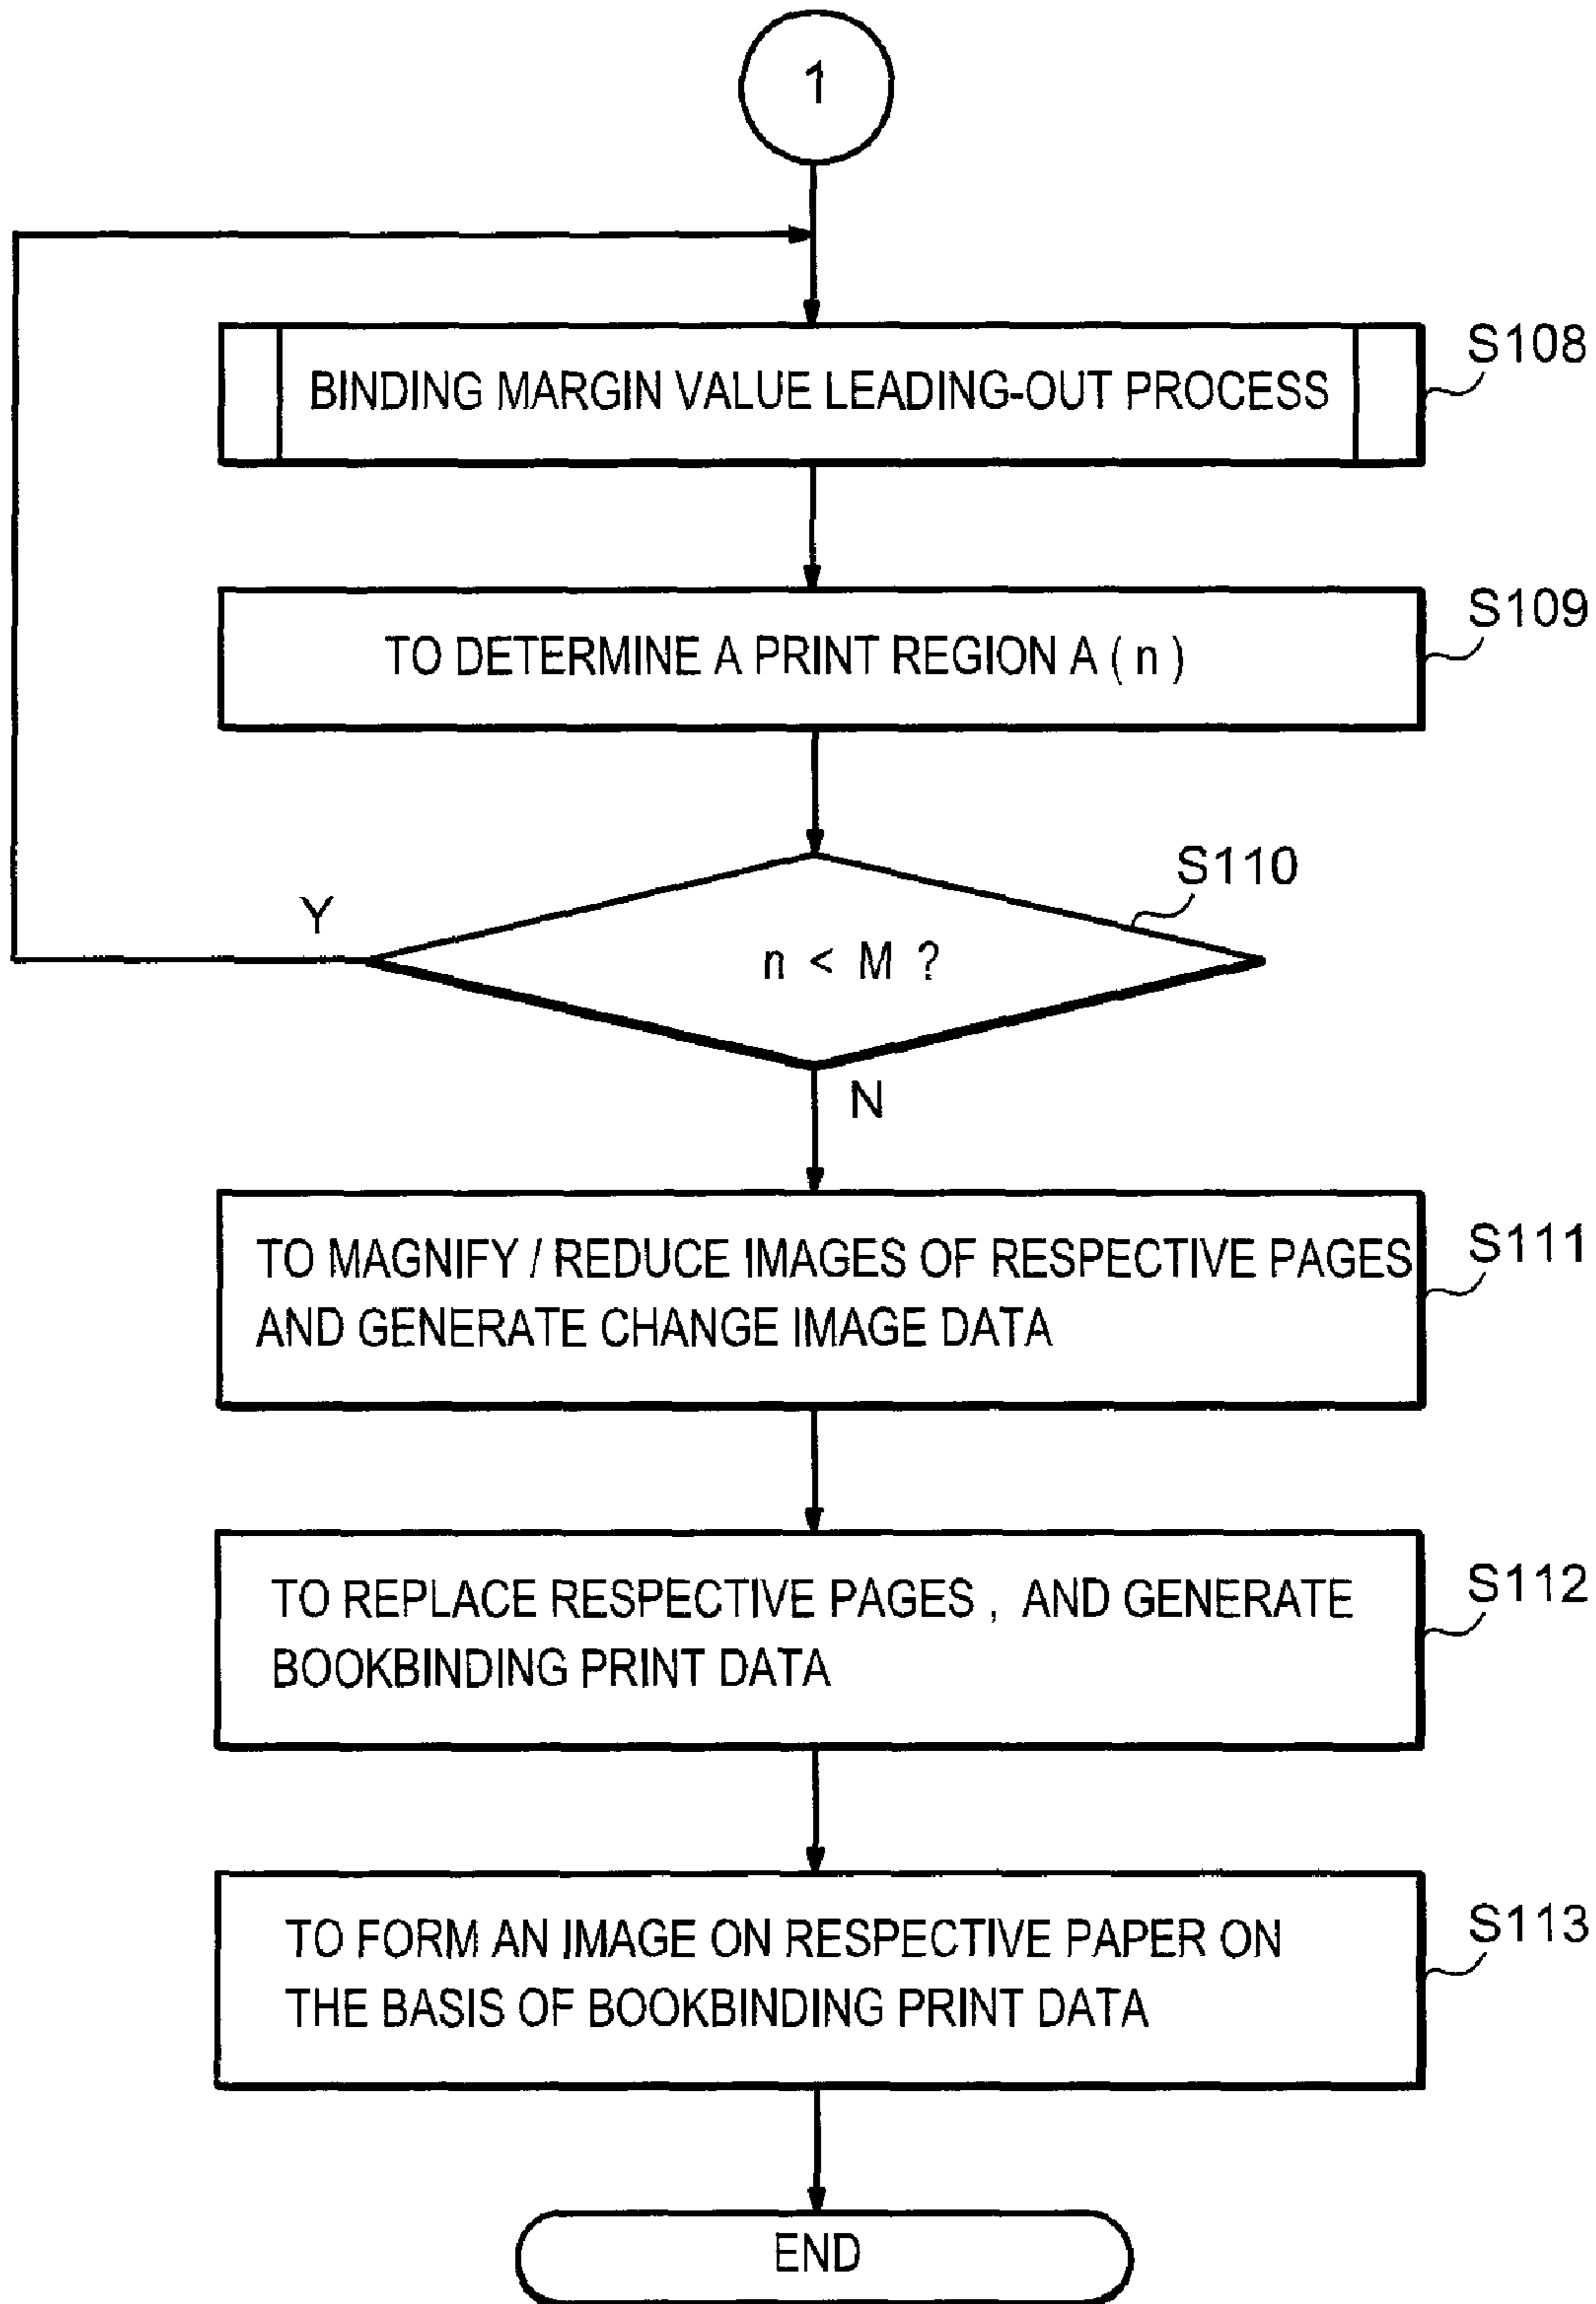 1
BINDING MARGIN VALUE LEADING-OUT PROCESS
S108
TO DETERMINE A PRINT REGION A ( n )
S109
S110
Y
n < M ?
N
TO MAGNIFY / REDUCE IMAGES OF RESPECTIVE PAGES
AND GENERATE CHANGE IMAGE DATA
S111
TO REPLACE RESPECTIVE PAGES , AND GENERATE
BOOKBINDING PRINT DATA
S112
TO FORM AN IMAGE ON RESPECTIVE PAPER ON
THE BASIS OF BOOKBINDING PRINT DATA
S113
END